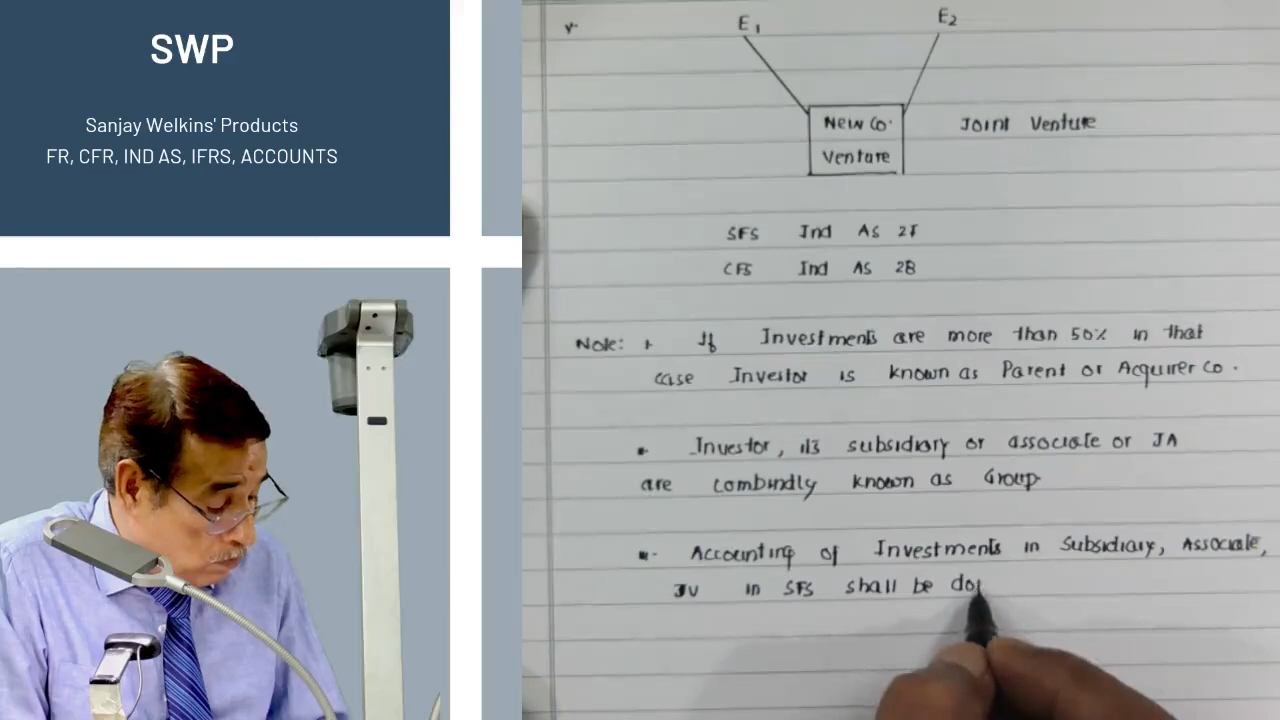 SWP
Sanjay Welkins' Products
FR, CFR, IND AS, IFRS, ACCOUNTS
E1 E2
New Co.
Venture
Joint Venture
SFS Ind AS 27
CFS Ind AS 28
Note: If Investments are more than 50% in that
case Investor is known as Parent or Acquirer Co.
Investor, its subsidiary or associate or JA
are combindly known as Group
Accounting of Investments in Subsidiary, Associate,
JV in SFS shall be do